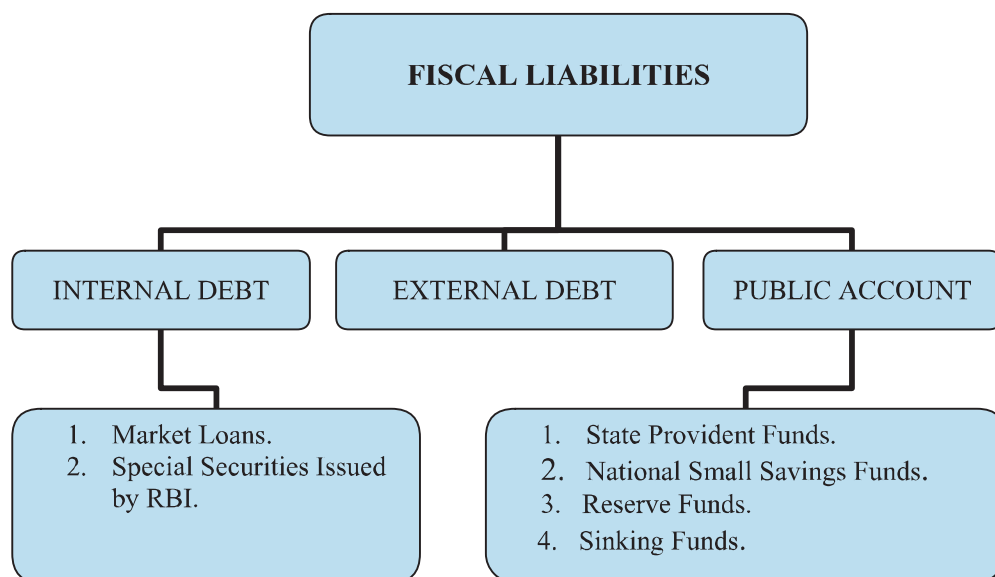 FISCAL LIABILITIES
INTERNAL DEBT
EXTERNAL DEBT
PUBLIC ACCOUNT
1. Market Loans.
2. Special Securities Issued
by RBI.
1. State Provident Funds.
2. National Small Savings Funds.
3. Reserve Funds.
4. Sinking Funds.